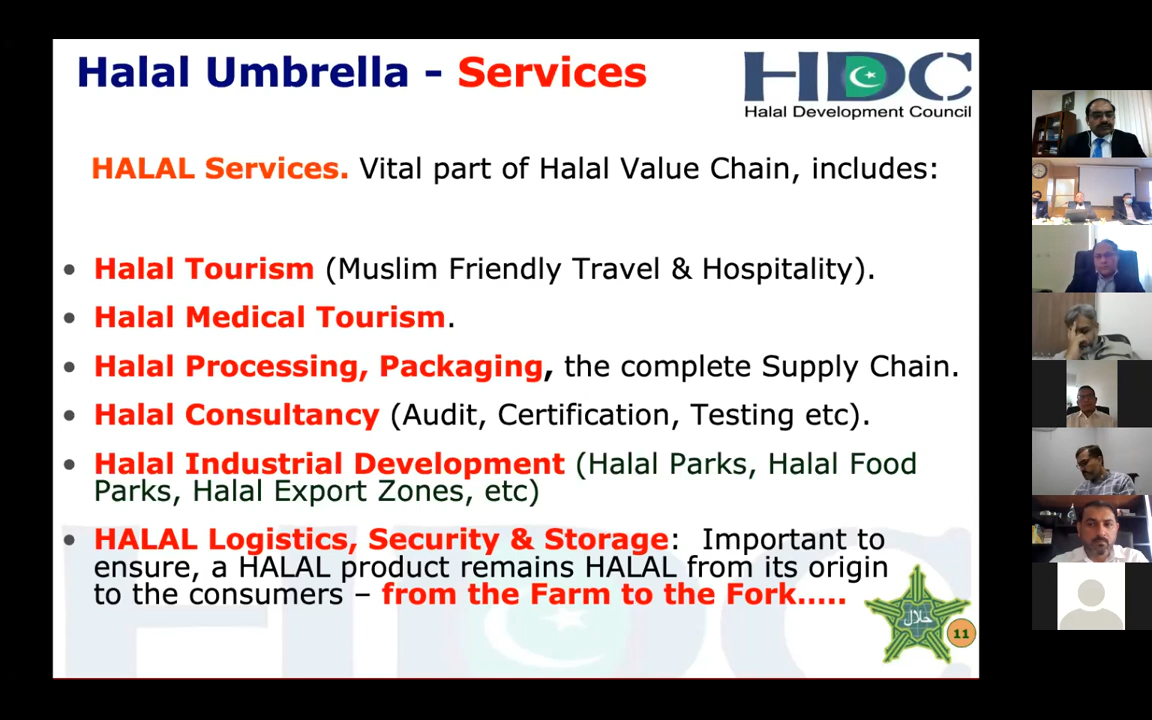 Halal Umbrella - Services
HDC
Halal Development Council
HALAL Services. Vital part of Halal Value Chain, includes:
• Halal Tourism (Muslim Friendly Travel & Hospitality).
• Halal Medical Tourism.
• Halal Processing, Packaging, the complete Supply Chain.
• Halal Consultancy (Audit, Certification, Testing etc).
• Halal Industrial Development (Halal Parks, Halal Food
Parks, Halal Export Zones, etc)
• HALAL Logistics, Security & Storage: Important to
ensure, a HALAL product remains HALAL from its origin
to the consumers – from the Farm to the Fork.....
حلال
11